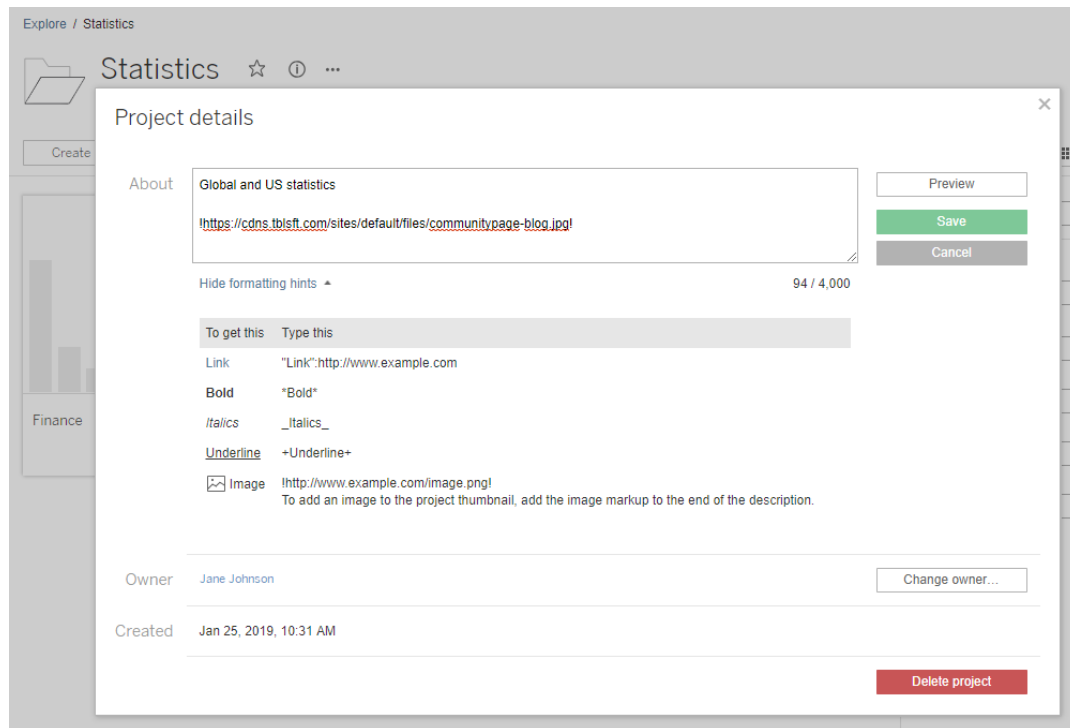 Explore / Statistics
Statistics
Project details
Create
About
Global and US statistics
!https://cdns.tblsft.com/sites/default/files/communitypage-blog.jpg!
Preview
Save
Cancel
Hide formatting hints
94 / 4,000
To get this Type this
Link "Link":http://www.example.com
Bold *Bold*
Italics _Italics_
Underline +Underline+
Image !http://www.example.com/image.png!
To add an image to the project thumbnail, add the image markup to the end of the description.
Finance
Owner Jane Johnson Change owner...
Created Jan 25, 2019, 10:31 AM
Delete project